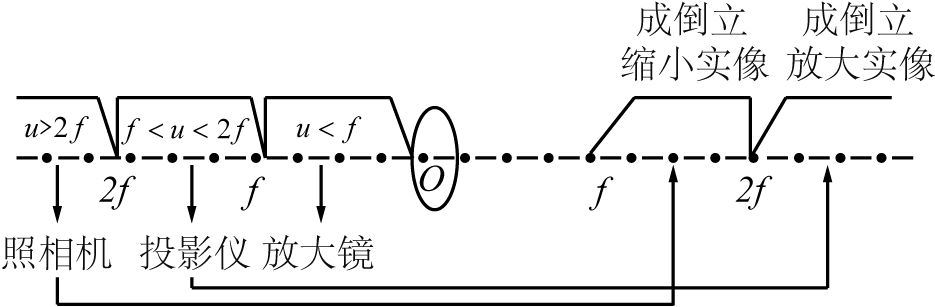 成倒立 成倒立
缩小实像 放大实像
u>2f f<u<2f u<f
2f f O f 2f
照相机 投影仪 放大镜